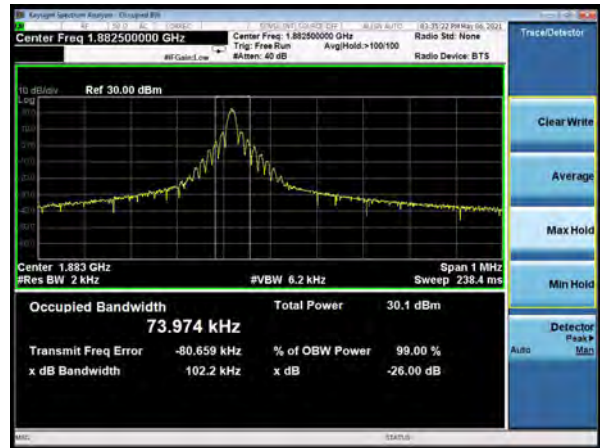 Keysight Spectrum Analyzer - Occupied BW
Center Freq 1.882500000 GHz
Center Freq: 1.882500000 GHz
Radio Std: None
Trig: Free Run
Avg|Hold:>100/100
#IFGain:Low
#Atten: 40 dB
Radio Device: BTS
Trace/Detector
10 dB/div
Ref 30.00 dBm
Log
Clear Write
Average
Max Hold
Min Hold
Center 1.883 GHz
Span 1 MHz
#Res BW 2 kHz
#VBW 6.2 kHz
Sweep 238.4 ms
Occupied Bandwidth
Total Power
30.1 dBm
73.974 kHz
Detector
Peak▶
Auto
Man
Transmit Freq Error
-80.659 kHz
% of OBW Power
99.00 %
x dB Bandwidth
102.2 kHz
x dB
-26.00 dB
MSG
STATUS